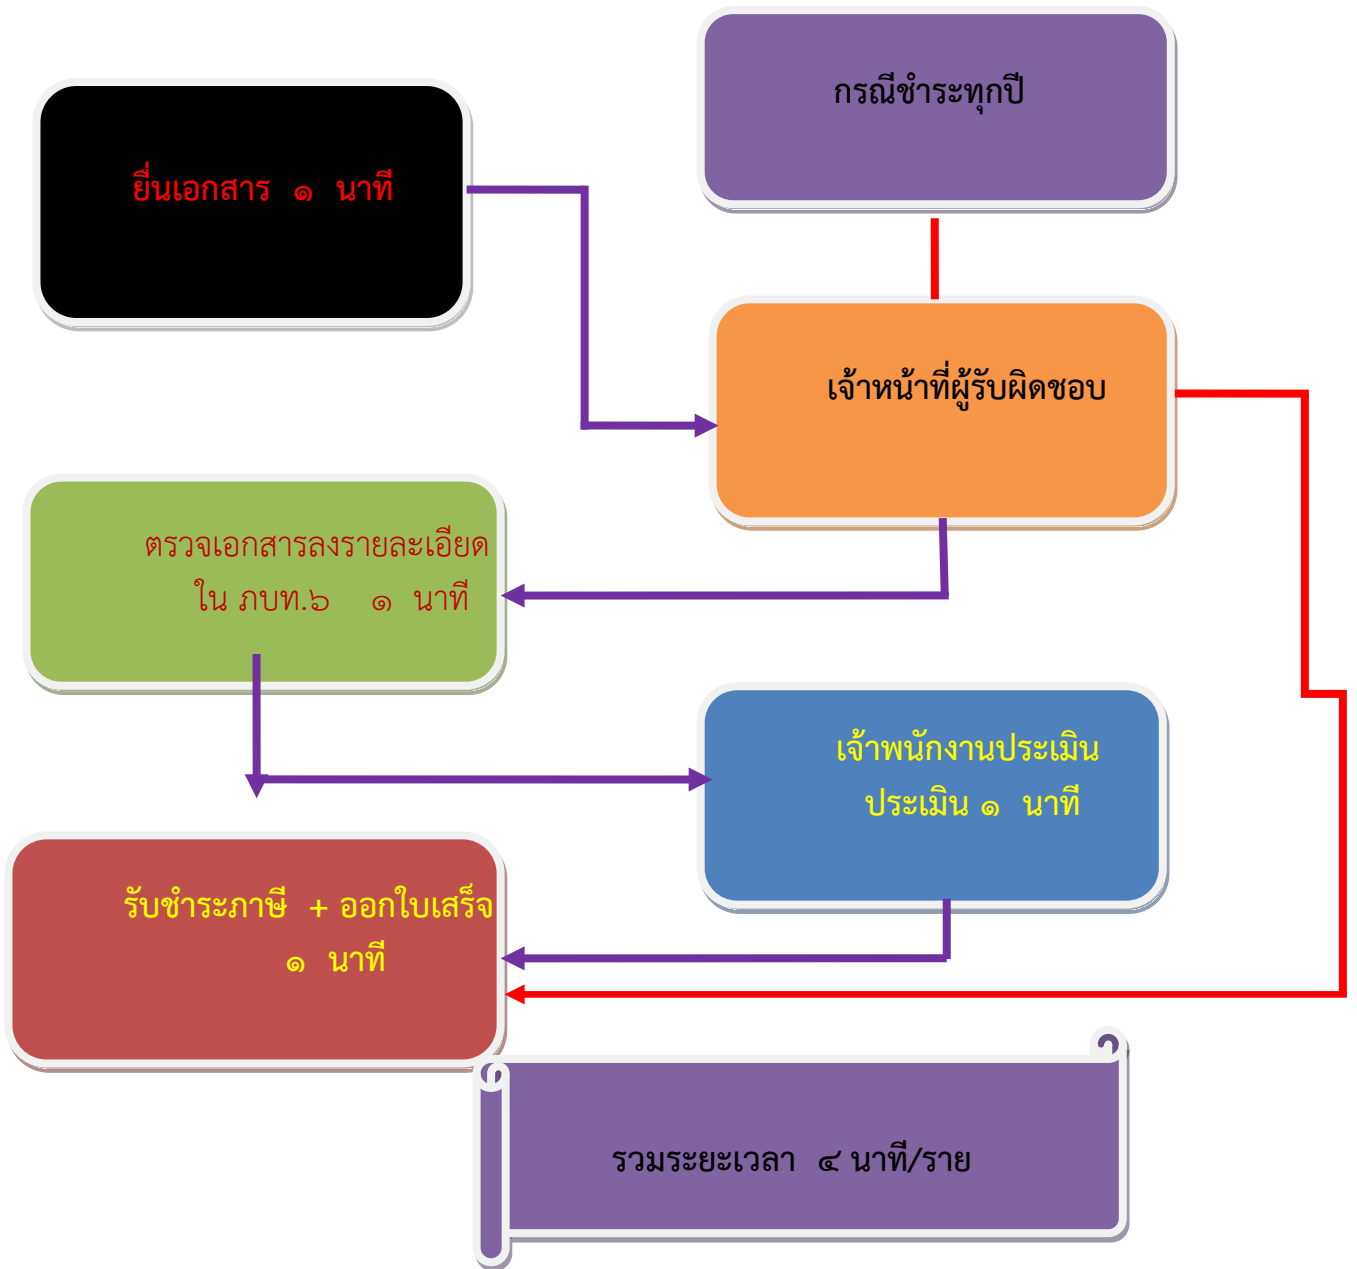 กรณีชำระทุกปี
ยื่นเอกสาร ๑ นาที
เจ้าหน้าที่ผู้รับผิดชอบ
ตรวจเอกสารลงรายละเอียด
ใน ภบท.๖ ๑ นาที
เจ้าพนักงานประเมิน
ประเมิน ๑ นาที
รับชำระภาษี + ออกใบเสร็จ
๑ นาที
รวมระยะเวลา ๔ นาที/ราย